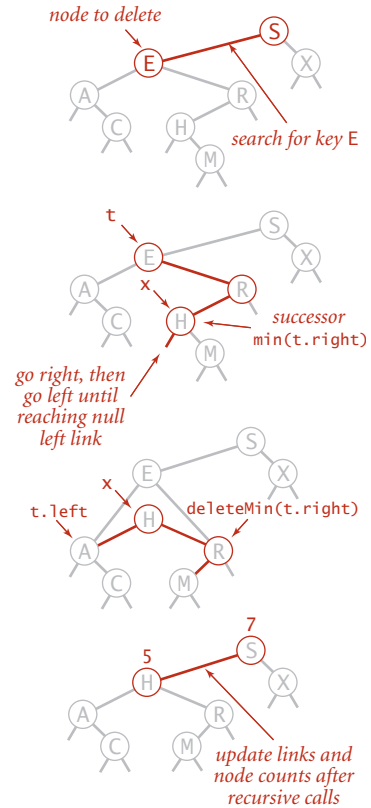 node to delete
S
E
X
A
R
C
H
search for key E
M
t
S
E
X
x
A
R
C
H
successor
min(t.right)
M
go right, then
go left until
reaching null
left link
S
E
X
x
t.left
H
deleteMin(t.right)
A
R
C
M
7
5
S
H
X
A
R
C
M
update links and
node counts after
recursive calls